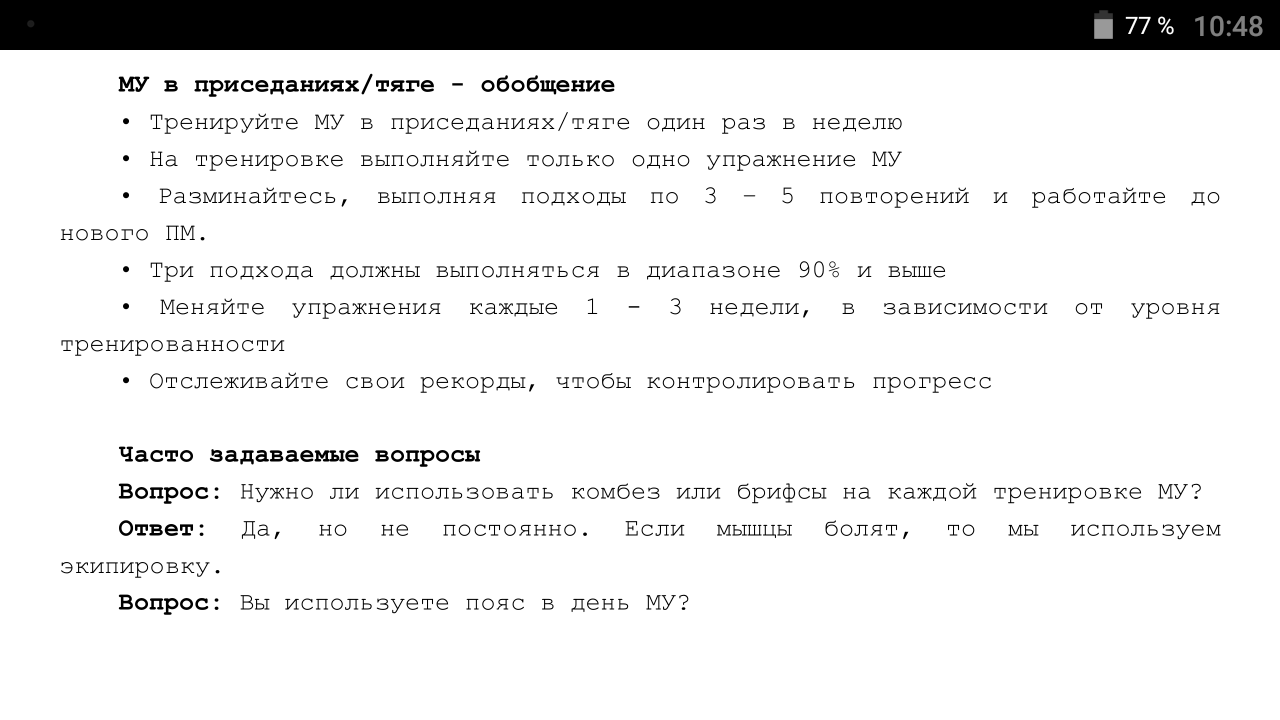 77 % 10:48
МУ в приседаниях/тяге - обобщение
• Тренируйте МУ в приседаниях/тяге один раз в неделю
• На тренировке выполняйте только одно упражнение МУ
• Разминайтесь, выполняя подходы по 3 – 5 повторений и работайте до
нового ПМ.
• Три подхода должны выполняться в диапазоне 90% и выше
• Меняйте упражнения каждые 1 - 3 недели, в зависимости от уровня
тренированности
• Отслеживайте свои рекорды, чтобы контролировать прогресс
Часто задаваемые вопросы
Вопрос: Нужно ли использовать комбез или брифсы на каждой тренировке МУ?
Ответ: Да, но не постоянно. Если мышцы болят, то мы используем
экипировку.
Вопрос: Вы используете пояс в день МУ?